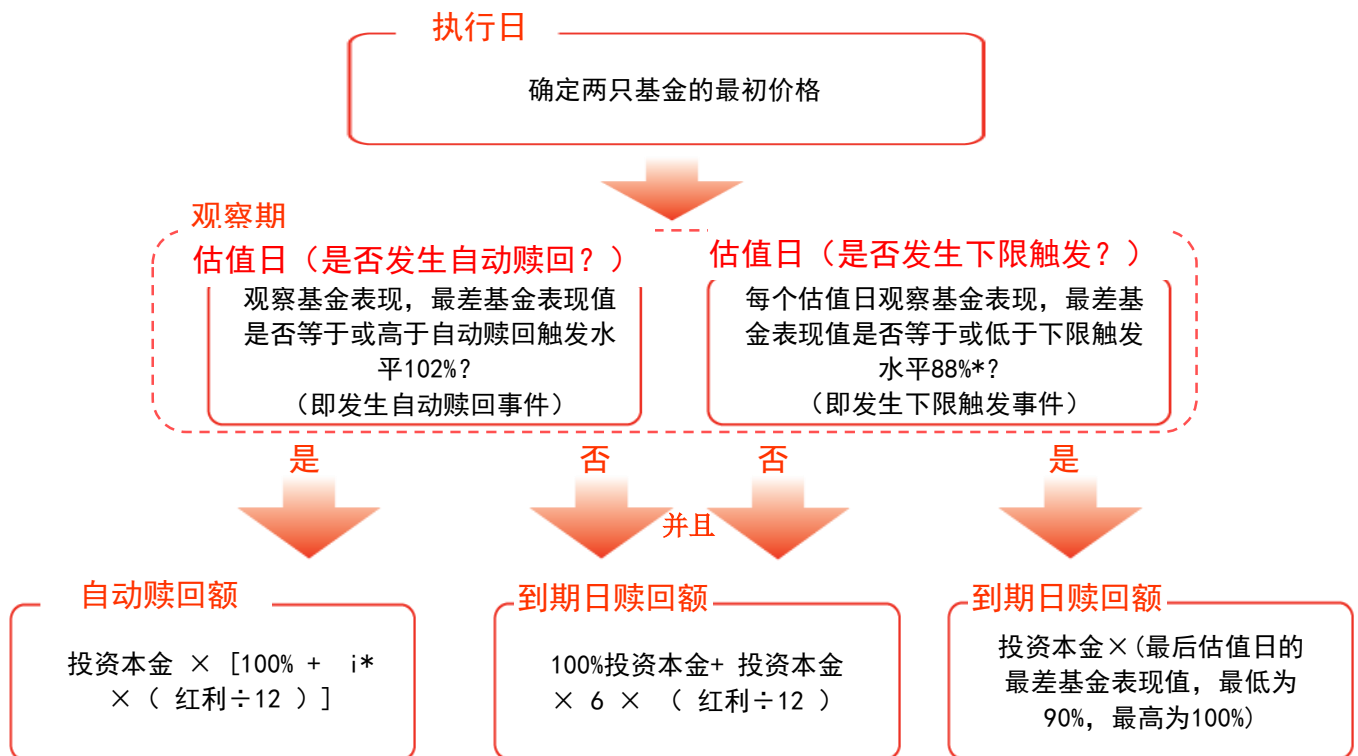 执行日
确定两只基金的最初价格
观察期
估值日（是否发生自动赎回？）
观察基金表现，最差基金表现值
是否等于或高于自动赎回触发水
平102%?
（即发生自动赎回事件）
估值日（是否发生下限触发？）
每个估值日观察基金表现，最差基
金表现值是否等于或低于下限触发
水平88%*?
（即发生下限触发事件）
是
否
否
是
并且
自动赎回额
投资本金 × [100% + i*
×（ 红利÷12 ）]
到期日赎回额
100%投资本金+ 投资本金
× 6 × （ 红利÷12 ）
到期日赎回额
投资本金×(最后估值日的
最差基金表现值，最低为
90%，最高为100%)